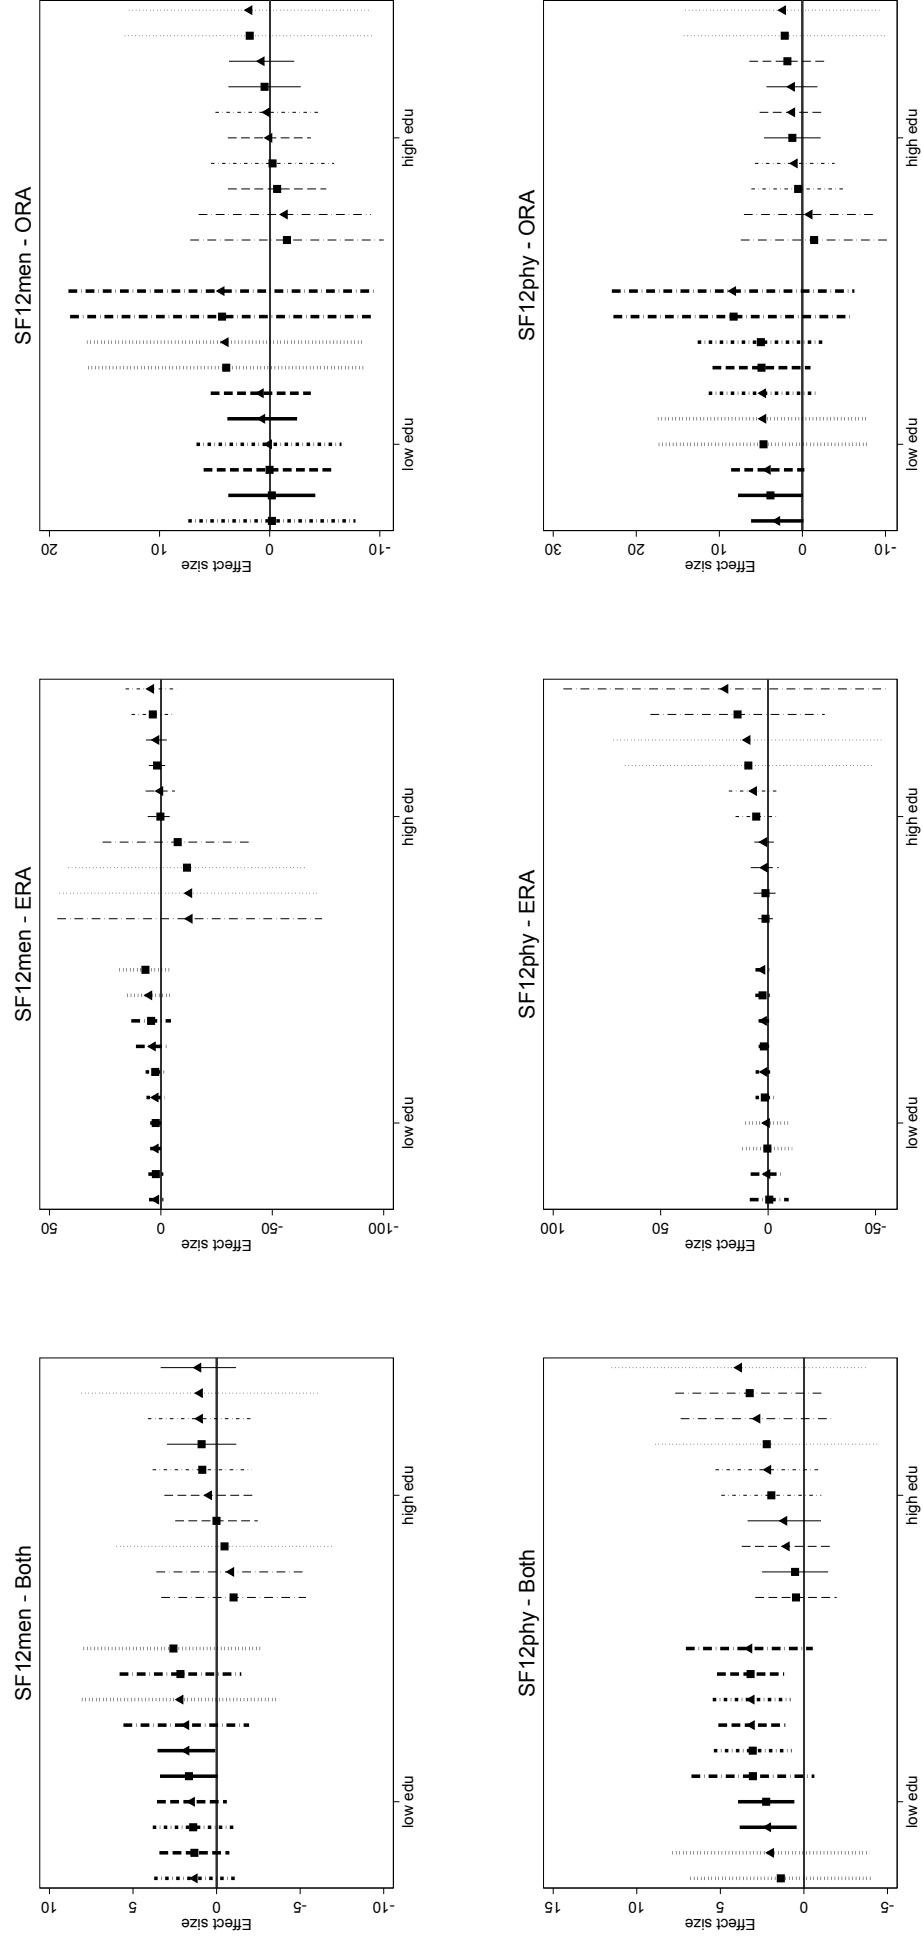 SF12men - Both
10
5
0
-5
-10
Effect size
low edu
high edu
SF12men - ERA
50
0
-50
-100
Effect size
low edu
high edu
SF12men - ORA
20
10
0
-10
Effect size
low edu
high edu
SF12phy - Both
15
10
5
0
-5
Effect size
low edu
high edu
SF12phy - ERA
100
50
0
-50
Effect size
low edu
high edu
SF12phy - ORA
30
20
10
0
-10
Effect size
low edu
high edu